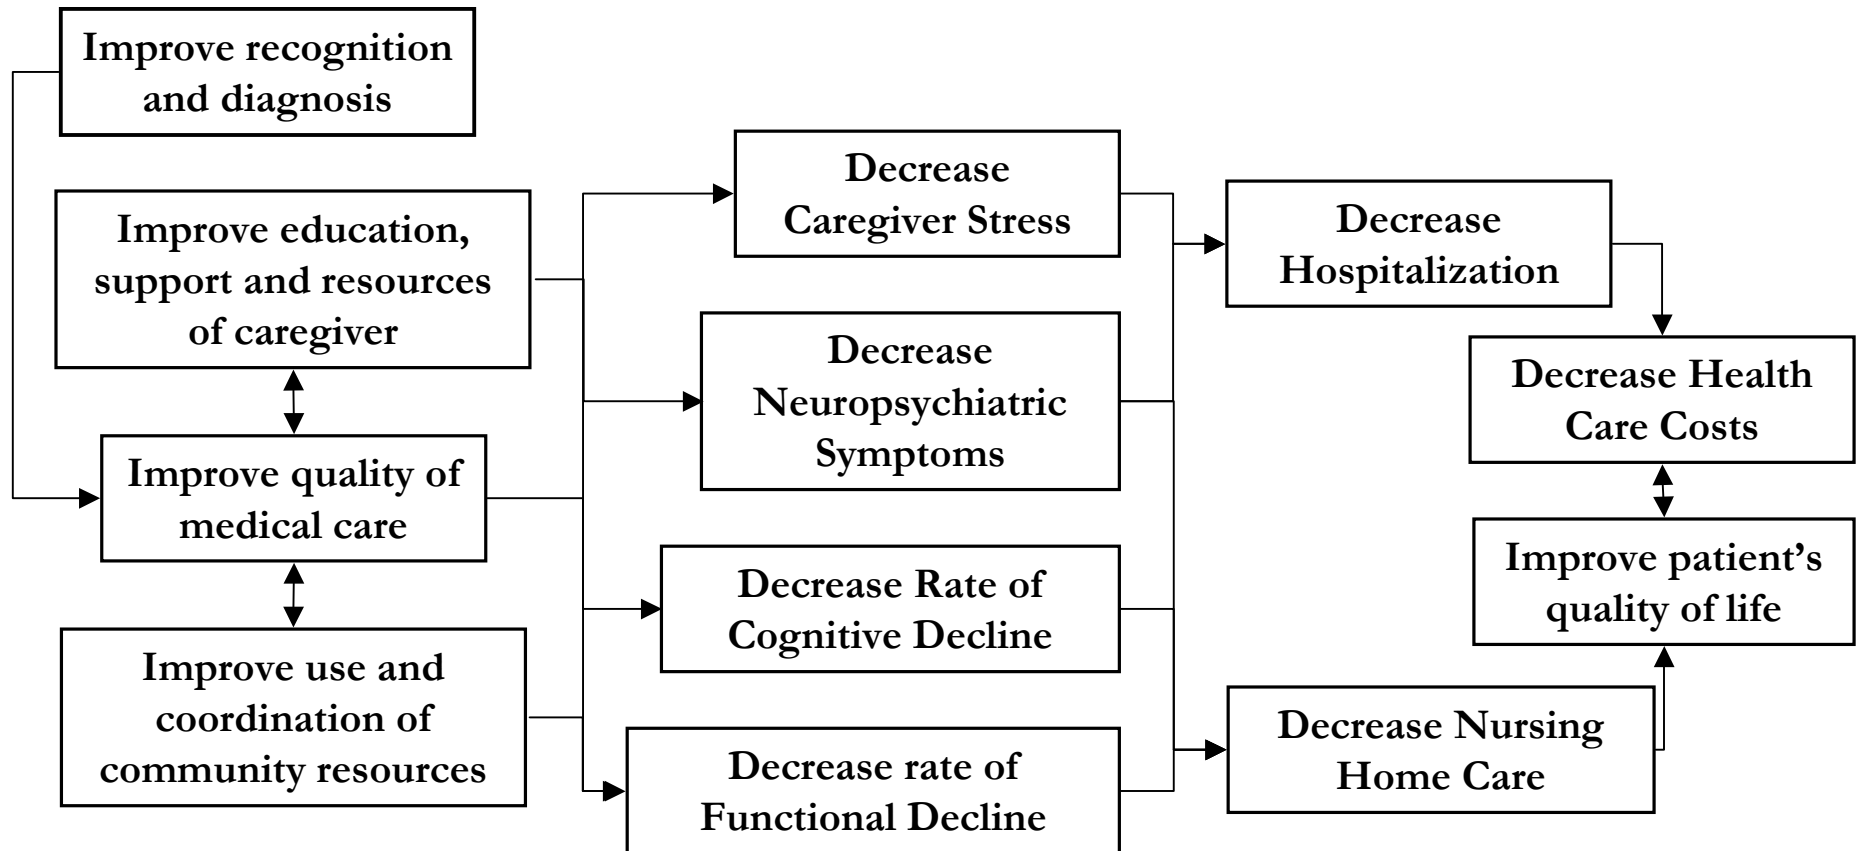 Improve recognition
and diagnosis
Improve education,
support and resources
of caregiver
Improve quality of
medical care
Improve use and
coordination of
community resources
Decrease
Caregiver Stress
Decrease
Neuropsychiatric
Symptoms
Decrease Rate of
Cognitive Decline
Decrease rate of
Functional Decline
Decrease
Hospitalization
Decrease Health
Care Costs
Improve patient’s
quality of life
Decrease Nursing
Home Care